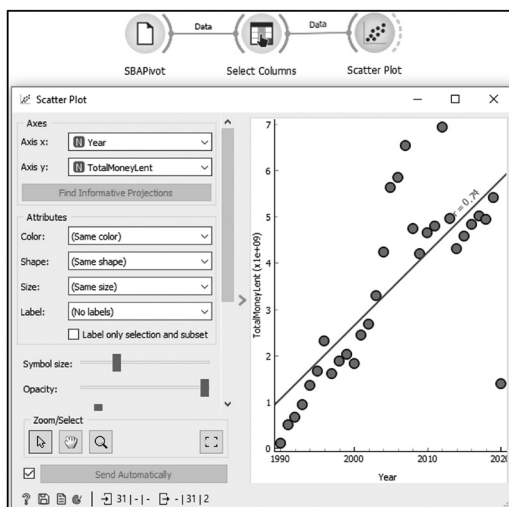 Data
Data
SBAPivot
Select Columns
Scatter Plot
Scatter Plot
Axes
Axis x:
N Year
Axis y:
N TotalMoneyLent
Find Informative Projections
Attributes
Color:
(Same color)
Shape:
(Same shape)
Size:
(Same size)
Label:
(No labels)
Label only selection and subset
Symbol size:
Opacity:
Zoom/Select
Send Automatically
? 31 | - | - - | 31 | 2
TotalMoneyLent (x1e+09)
7
6
5
4
3
2
1
0
r = 0.74
1990
2000
2010
2020
Year